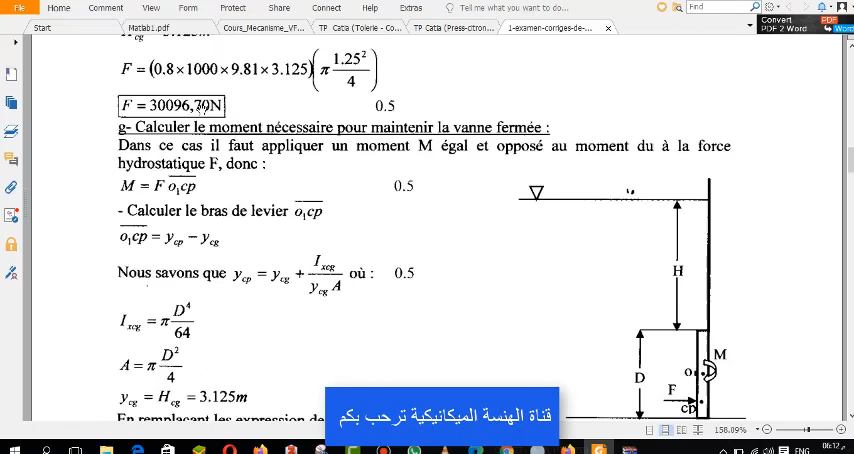 File Home Comment View Form Protect Share Connect Help Extras Tell me what you want to do... Find
Start Matlab1.pdf Cours_Mecanisme_VF... TP Catia (Tolerie - Co... TP Catia (Press-citron... 1-examen-corriges-de...
Convert PDF
PDF 2 Word Word
F = (0.8×1000×9.81×3.125)(π 1.25²/4)
F = 30096,70N 0.5
g- Calculer le moment nécessaire pour maintenir la vanne fermée :
Dans ce cas il faut appliquer un moment M égal et opposé au moment du à la force
hydrostatique F, donc :
M = F o₁cp 0.5
- Calculer le bras de levier o₁cp
o₁cp = y_cp − y_cg
Nous savons que y_cp = y_cg + I_xcg/(y_cg A) où : 0.5
I_xcg = π D⁴/64
A = π D²/4
y_cg = H_cg = 3.125m
H
M
D
o
F
cp
قناة الهنسة الميكانيكية ترحب بكم
158.09%
ENG 06:12 م